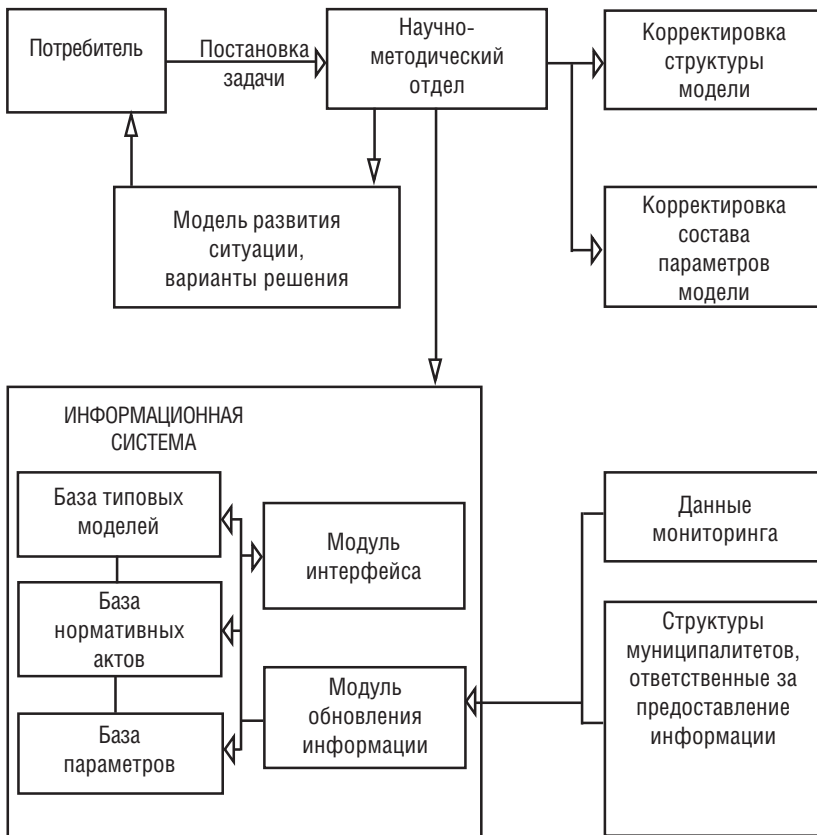 Потребитель
Постановка
задачи
Научно-
методический
отдел
Корректировка
структуры
модели
Модель развития
ситуации,
варианты решения
Корректировка
состава
параметров
модели
ИНФОРМАЦИОННАЯ
СИСТЕМА
База типовых
моделей
Модуль
интерфейса
База
нормативных
актов
Модуль
обновления
информации
База
параметров
Данные
мониторинга
Структуры
муниципалитетов,
ответственные за
предоставление
информации